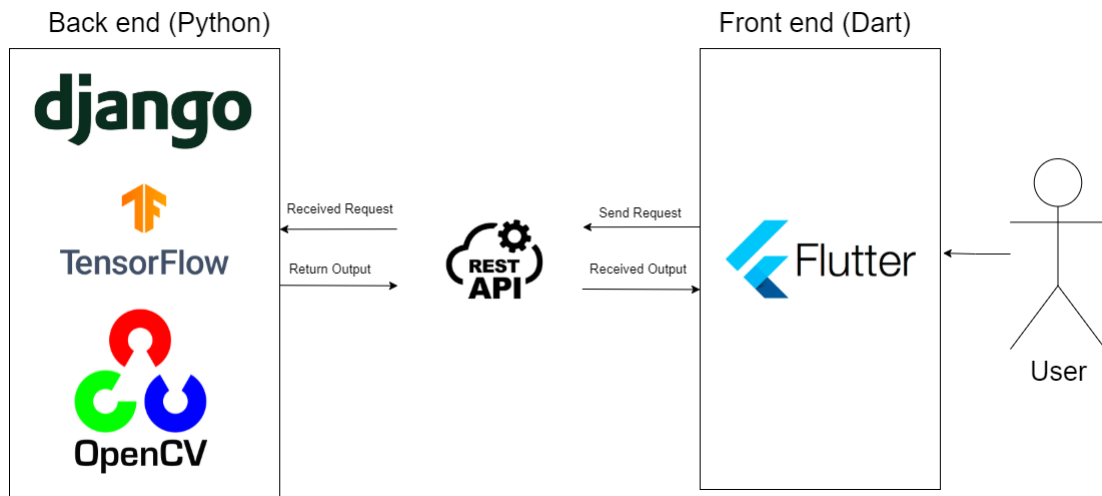 Back end (Python)
Front end (Dart)
django
TensorFlow
OpenCV
Received Request
Return Output
REST
API
Send Request
Received Output
Flutter
User